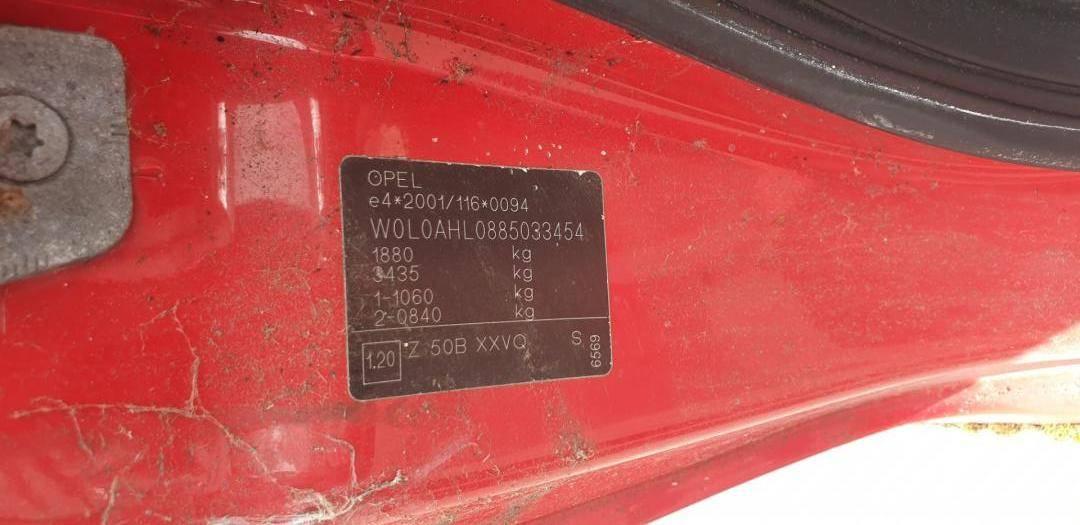 OPEL
e4*2001/116*0094
W0L0AHL0885033454
1880 kg
3435 kg
1-1060 kg
2-0840 kg
1.20 Z 50B XXVQ S 6569